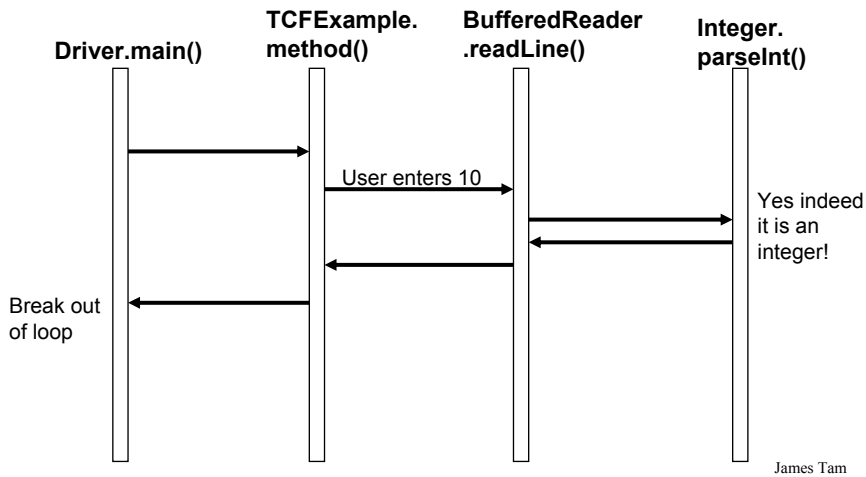 Driver.main()
TCFExample.
method()
BufferedReader
.readLine()
Integer.
parseInt()
User enters 10
Yes indeed
it is an
integer!
Break out
of loop
James Tam